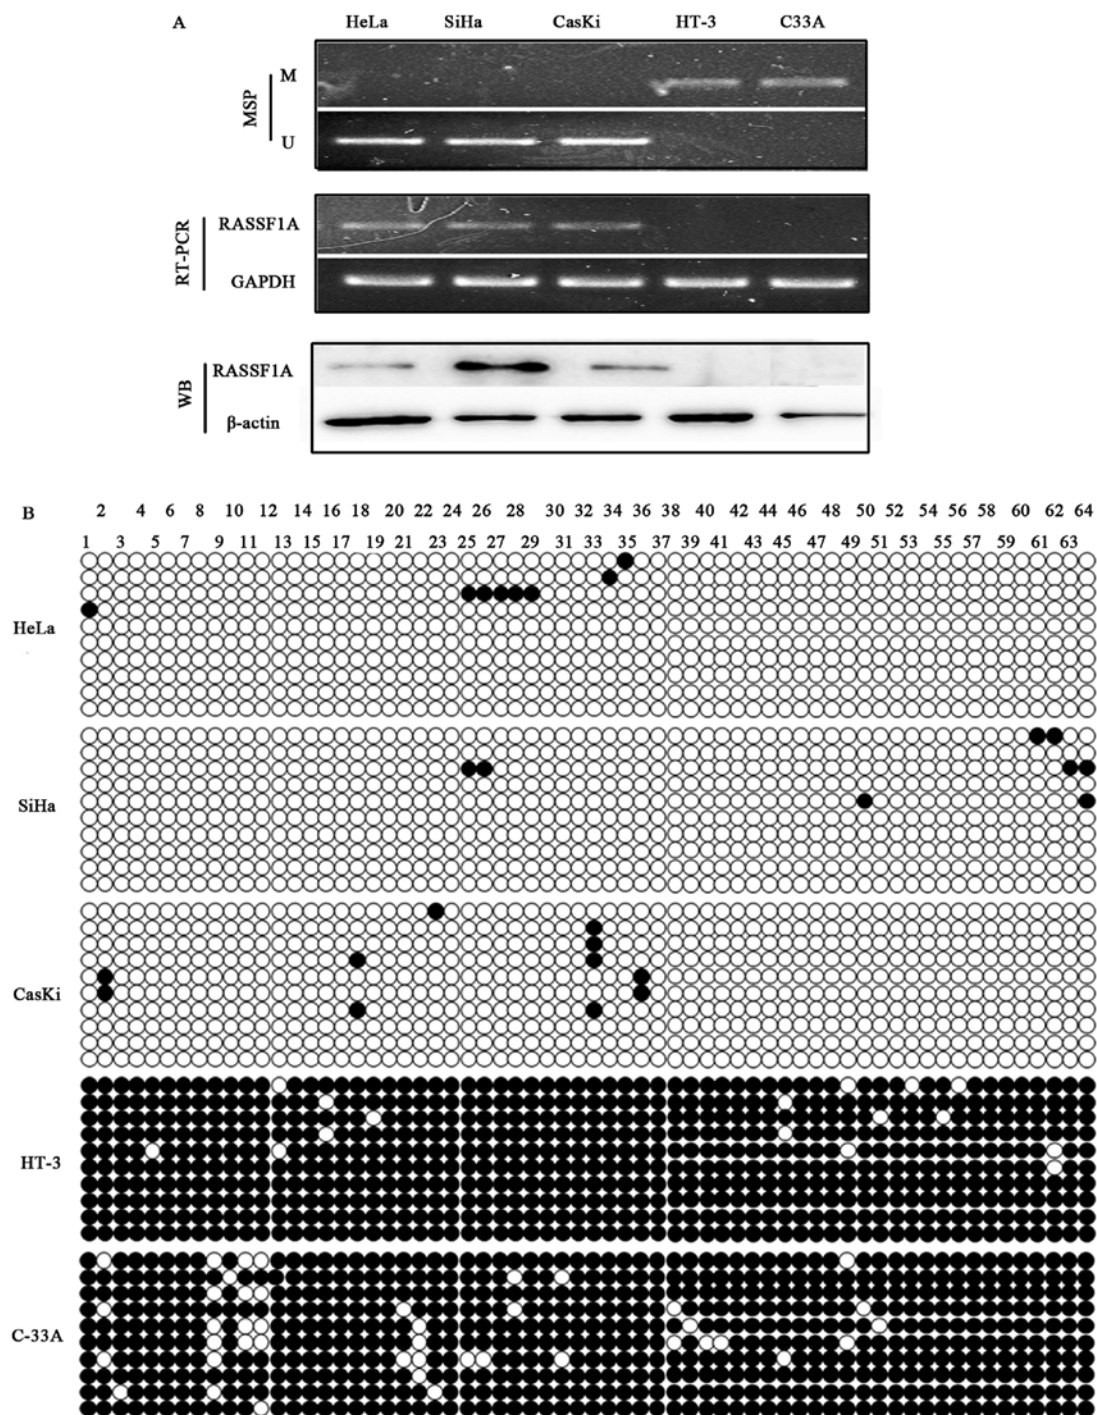 A HeLa SiHa CasKi HT-3 C33A
MSP
M
U
RT-PCR
RASSF1A
GAPDH
WB
RASSF1A
β-actin
B 2 4 6 8 10 12 14 16 18 20 22 24 26 28 34 36 38 40 42 44 46 48 50 52 54 56 58 60 62 64
1 3 5 7 9 11 13 15 17 19 21 23 25 27 29 31 33 35 37 39 41 43 45 47 49 51 53 55 57 59 61 63
HeLa
SiHa
CasKi
HT-3
C-33A